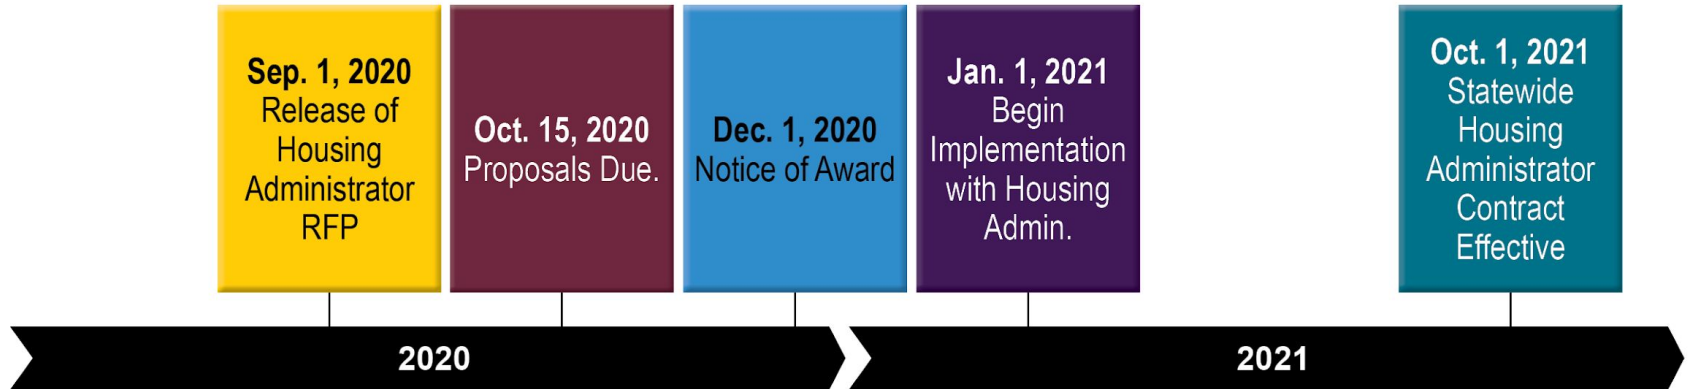 Sep. 1, 2020
Release of
Housing
Administrator
RFP
Oct. 15, 2020
Proposals Due.
Dec. 1, 2020
Notice of Award
Jan. 1, 2021
Begin
Implementation
with Housing
Admin.
Oct. 1, 2021
Statewide
Housing
Administrator
Contract
Effective
2020
2021